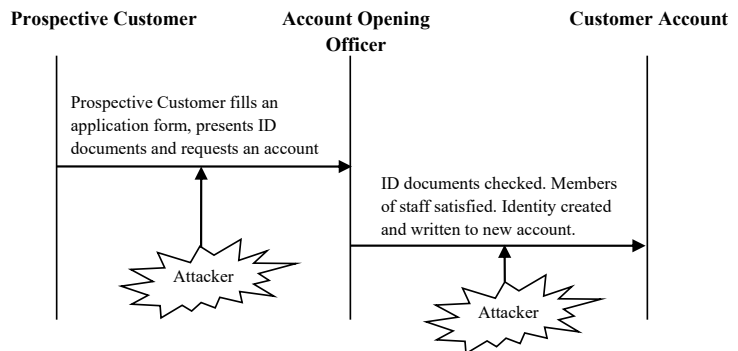 Prospective Customer
Account Opening
Officer
Customer Account
Prospective Customer fills an
application form, presents ID
documents and requests an account
ID documents checked. Members
of staff satisfied. Identity created
and written to new account.
Attacker
Attacker